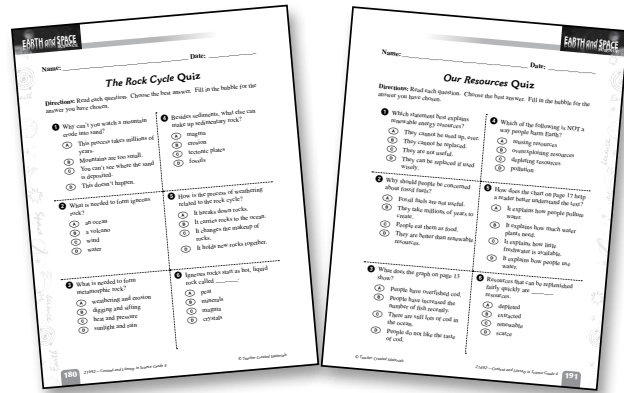 EARTH and SPACE
SCIENCE
Name: Date:
The Rock Cycle Quiz
Directions: Read each question. Choose the best answer. Fill in the bubble for the
answer you have chosen.
1 Why can't you watch a mountain
erode into sand?
A This process takes millions of
years.
B Mountains are too small.
C You can't see where the sand
is deposited.
D This doesn't happen.
2 What is needed to form igneous
rock?
A an ocean
B a volcano
C wind
D water
3 What is needed to form
metamorphic rock?
A weathering and erosion
B digging and sifting
C heat and pressure
D sunlight and rain
4 Besides sediments, what else can
make up sedimentary rock?
A magma
B erosion
C tectonic plates
D fossils
5 How is the process of weathering
related to the rock cycle?
A It breaks down rocks.
B It carries rocks to the ocean.
C It changes the makeup of
rocks.
D It holds new rocks together.
6 Igneous rocks start as hot, liquid
rock called
A peat
B minerals
C magma
D crystals
180
Content and Literacy in Science Grade 4
© Teacher Created Materials
EARTH and SPACE
SCIENCE
Name: Date:
Our Resources Quiz
Directions: Read each question. Choose the best answer. Fill in the bubble for the
answer you have chosen.
1 Which statement best explains
renewable energy resources?
A They cannot be used up, ever.
B They cannot be replaced.
C They are not useful.
D They can be replaced if used
wisely.
2 Why should people be concerned
about fossil fuels?
A Fossil fuels are not useful.
B They take millions of years to
create.
C People eat them as food.
D They are better than renewable
resources.
3 What does the graph on page 13
show?
A People have overfished cod.
B People have increased the
number of fish recently.
C There are still lots of cod in
the ocean.
D People do not like the taste
of cod.
4 Which of the following is NOT a
way people harm Earth?
A reusing resources
B overexploiting resources
C depleting resources
D pollution
5 How does the chart on page 17 help
a reader better understand the text?
A It explains how people pollute
water.
B It explains how much water
plants need.
C It explains how little
freshwater is available.
D It explains how people use
water.
6 Resources that can be replenished
fairly quickly are
resources.
A depleted
B extracted
C renewable
D scarce
© Teacher Created Materials
Content and Literacy in Science Grade 4
191